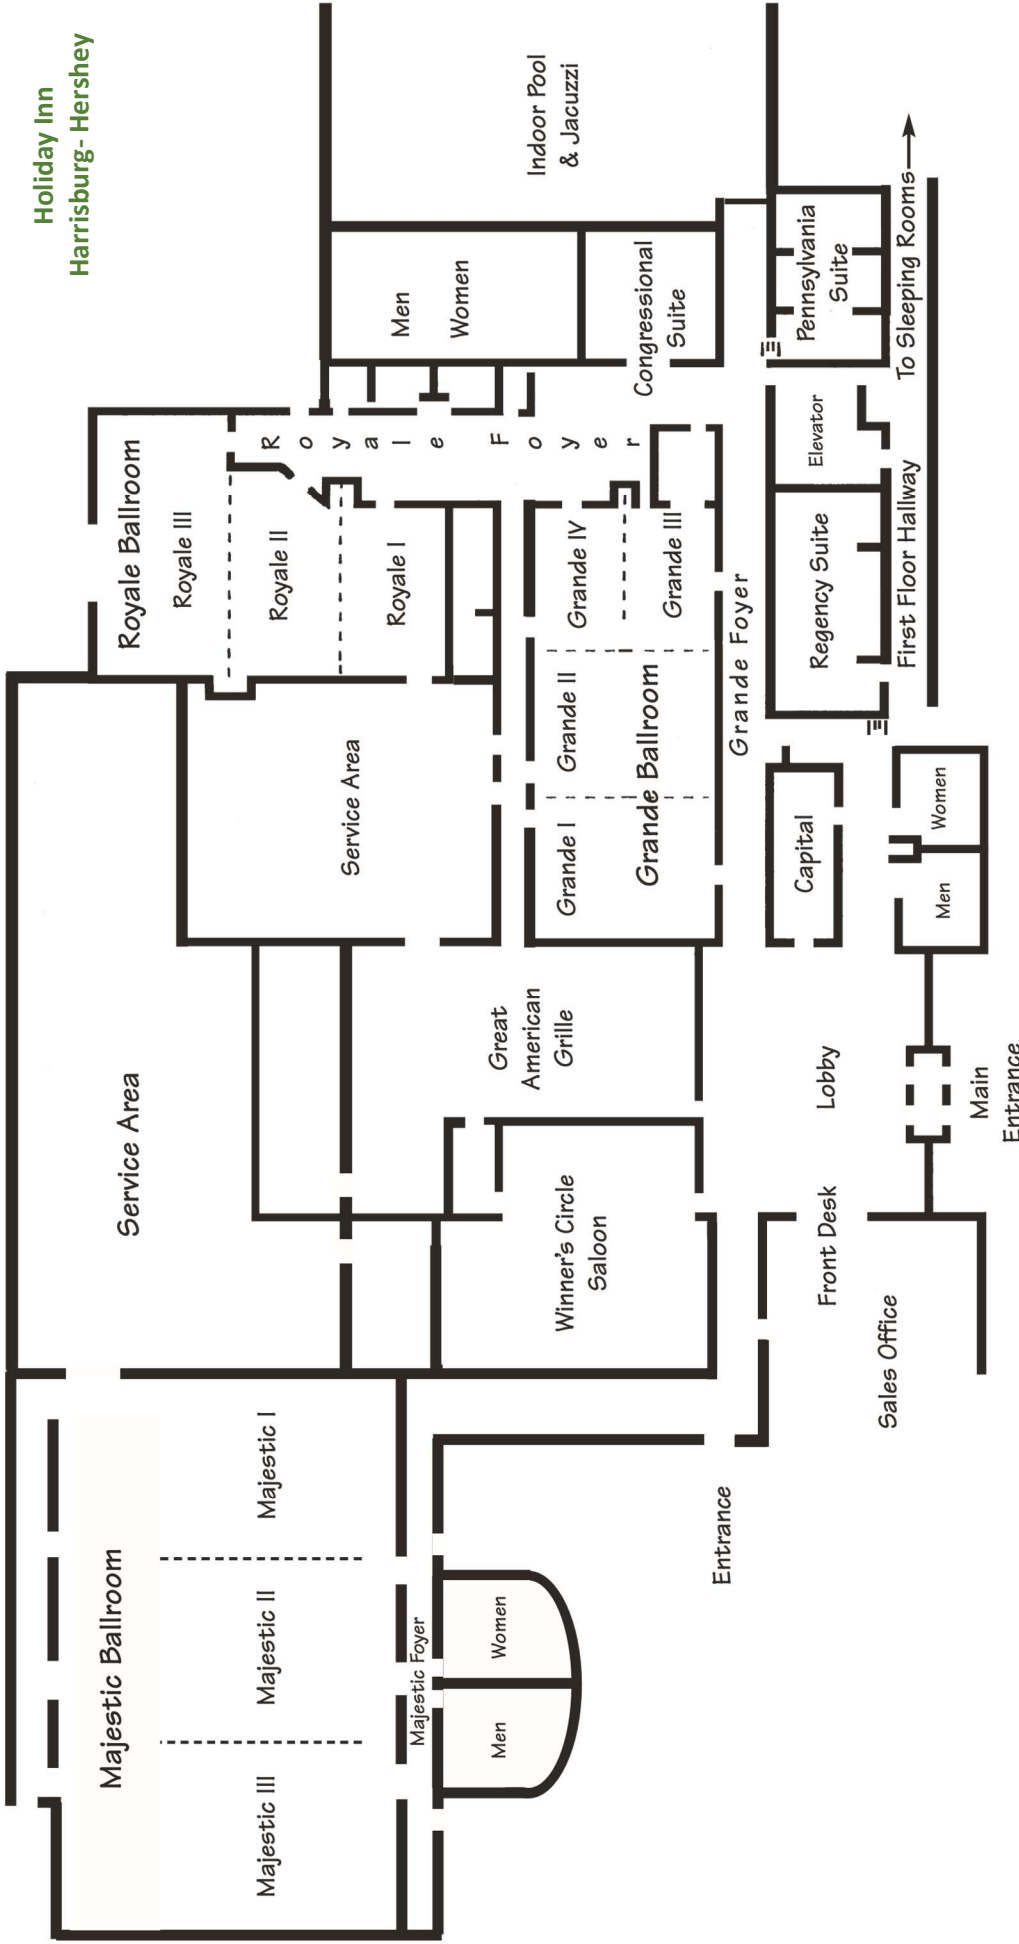 Holiday Inn
Harrisburg- Hershey
Majestic Ballroom
Majestic III
Majestic II
Majestic I
Majestic Foyer
Men
Women
Entrance
Service Area
Service Area
Winner's Circle
Saloon
Great
American
Grille
Sales Office
Front Desk
Lobby
Main
Entrance
Royale Ballroom
Royale III
Royale II
Royale I
Royale Foyer
Grande I
Grande II
Grande IV
Grande III
Grande Ballroom
Grande Foyer
Capital
Men
Women
Regency Suite
Elevator
First Floor Hallway
To Sleeping Rooms
Pennsylvania
Suite
Congressional
Suite
Men
Women
Indoor Pool
& Jacuzzi